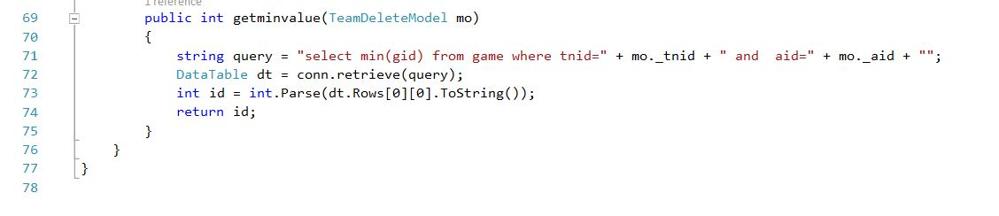 1 reference
69 public int getminvalue(TeamDeleteModel mo)
70 {
71 string query = "select min(gid) from game where tnid=" + mo._tnid + " and  aid=" + mo._aid + "";
72 DataTable dt = conn.retrieve(query);
73 int id = int.Parse(dt.Rows[0][0].ToString());
74 return id;
75 }
76 }
77 }
78